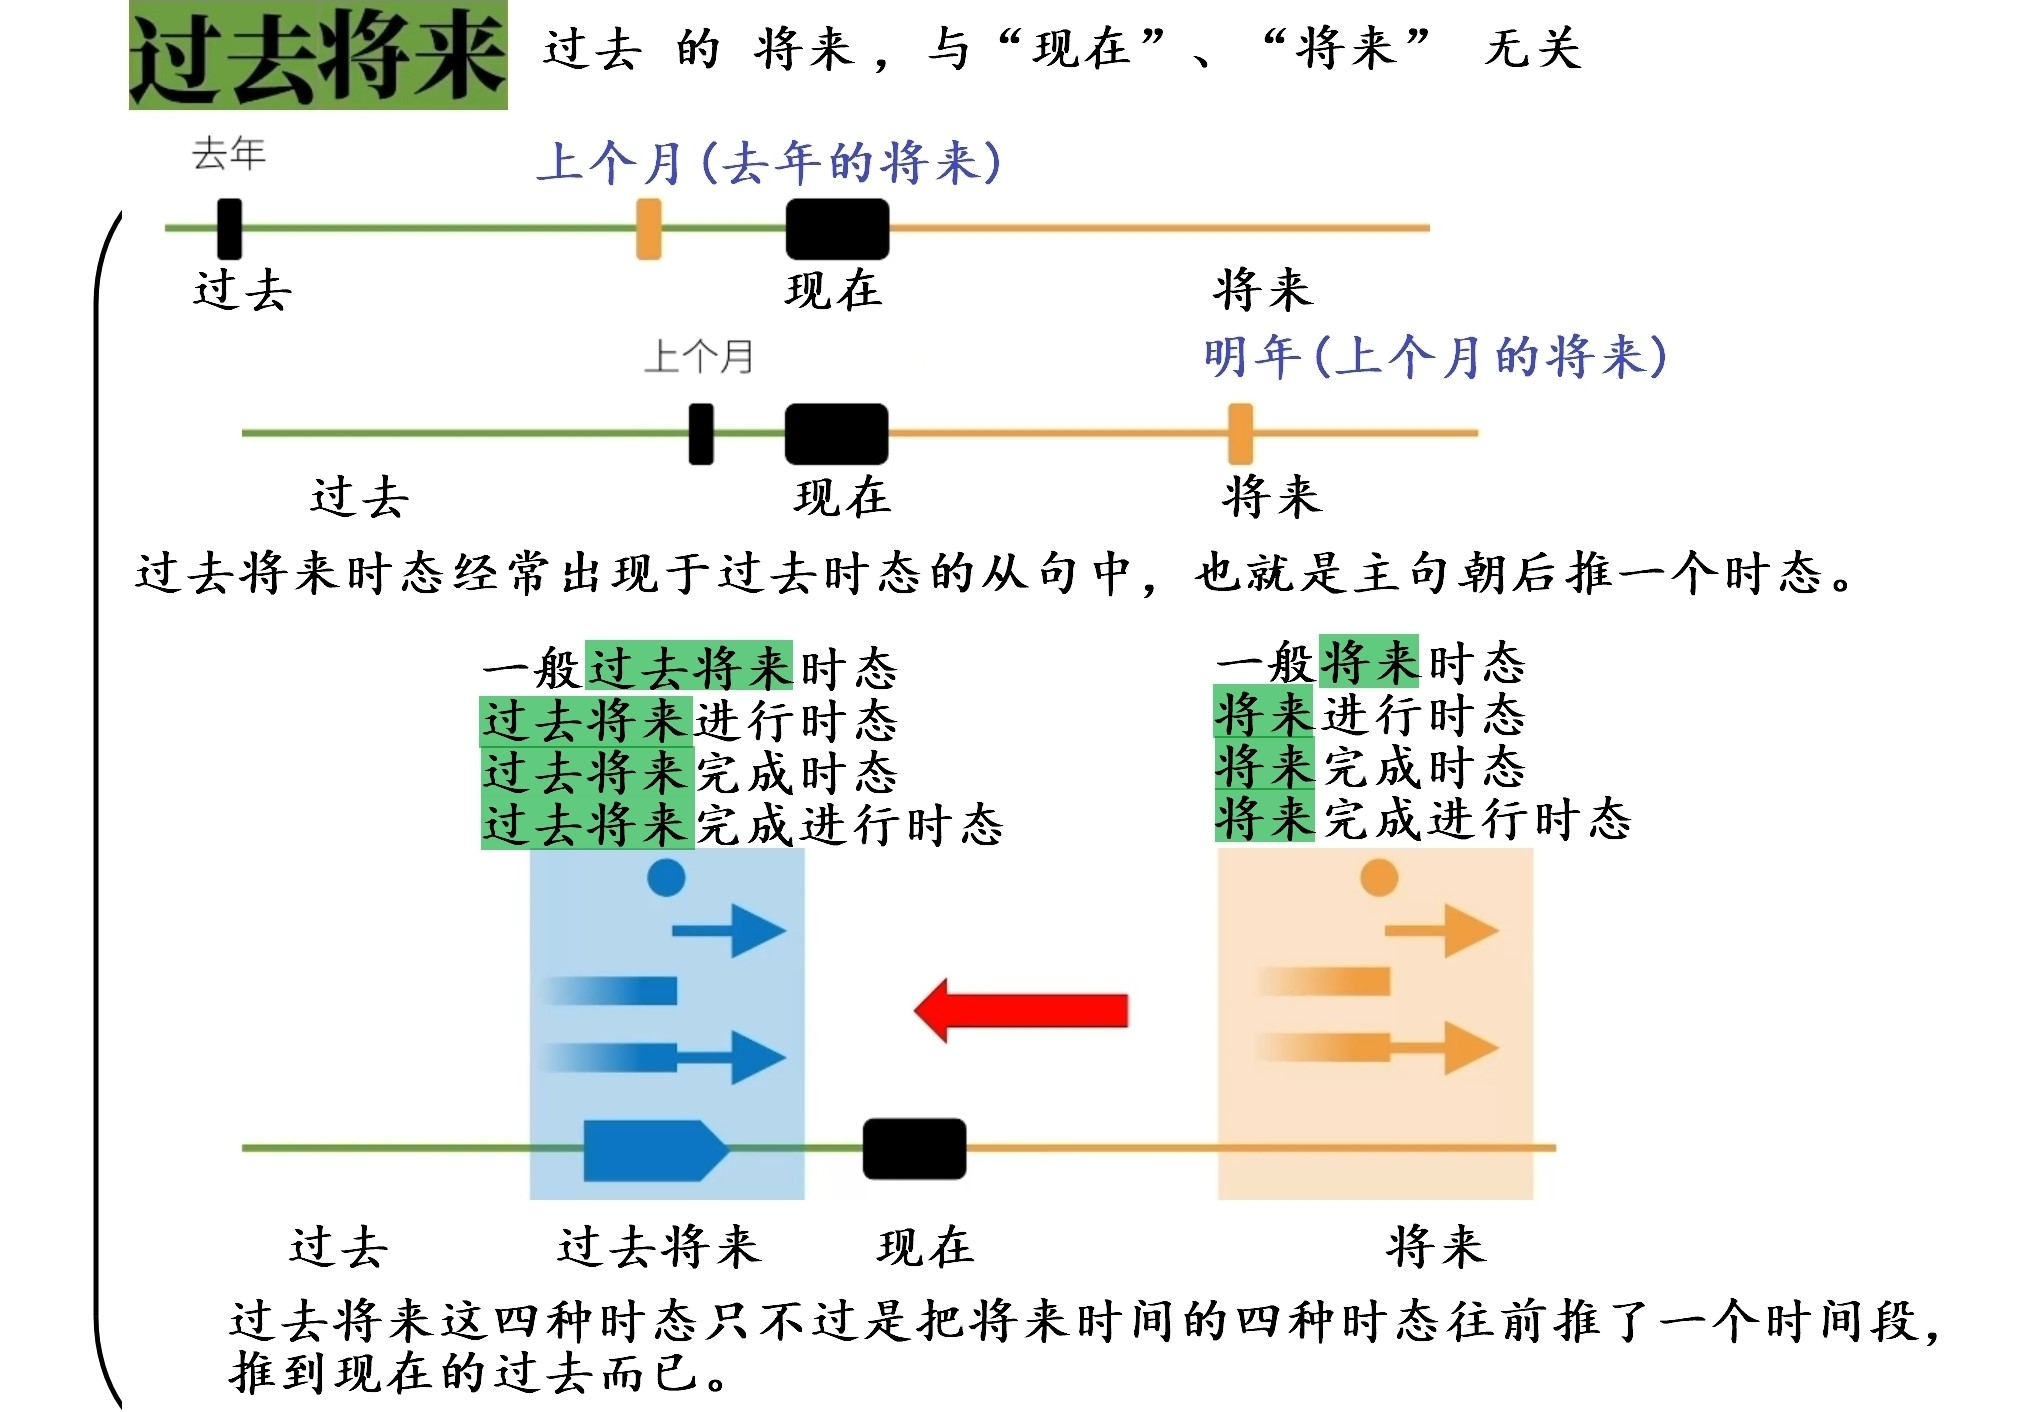 过去将来 过去 的 将来，与“现在”、“将来” 无关
去年 上个月(去年的将来)
过去 现在 将来
上个月 明年(上个月的将来)
过去 现在 将来
过去将来时态经常出现于过去时态的从句中，也就是主句朝后推一个时态。
一般过去将来时态
过去将来进行时态
过去将来完成时态
过去将来完成进行时态
一般将来时态
将来进行时态
将来完成时态
将来完成进行时态
过去 过去将来 现在 将来
过去将来这四种时态只不过是把将来时间的四种时态往前推了一个时间段，
推到现在的过去而已。